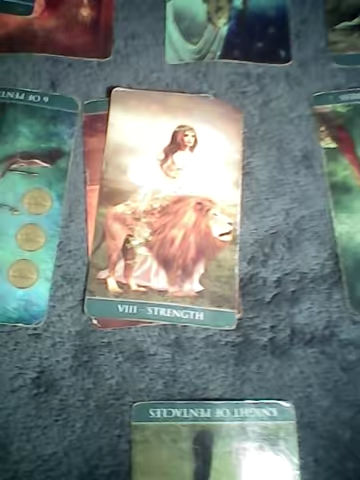 6 OF PENTACLES
VIII - STRENGTH
KNIGHT OF PENTACLES